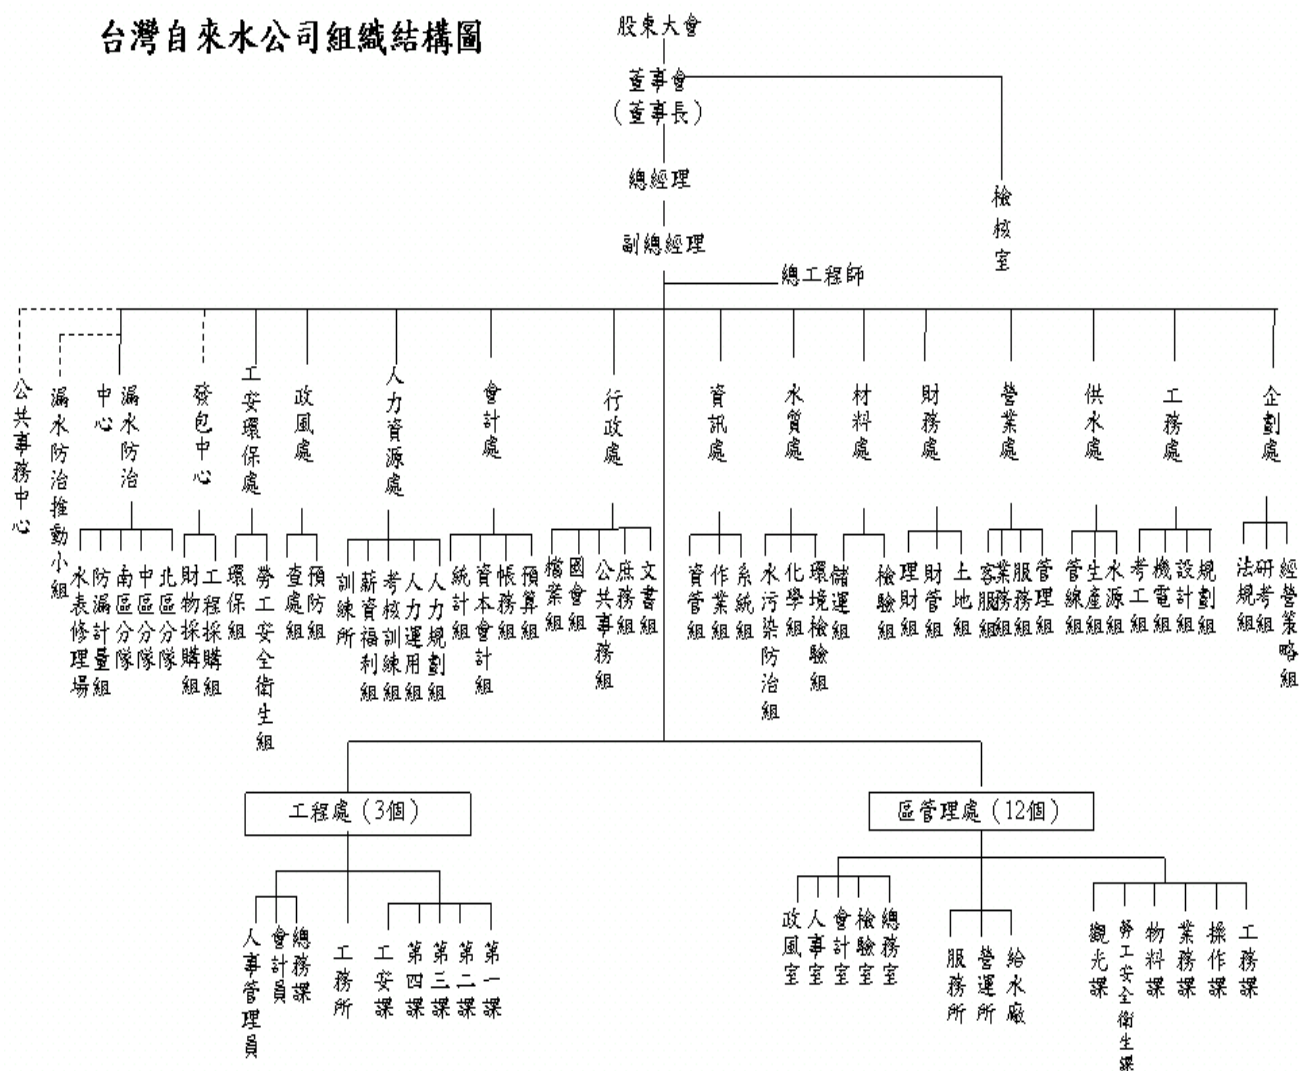 台灣自來水公司組織結構圖
股東大會
董事會
(董事長)
總經理
副總經理
總工程師
檢核室
公共事務中心
漏水防治推動小組
漏水防治
中心
發包中心
工安環保處
政風處
人力資源處
會計處
行政處
資訊處
水質處
材料處
財務處
營業處
供水處
工務處
企劃處
水表修理場
防漏計量組
南區分隊
中區分隊
北區分隊
財物採購組
工程採購組
環保組
勞工安全衛生組
查處組
預防組
訓練所
薪資福利組
考核訓練組
人力運用組
人力規劃組
統計組
資本會計組
帳務組
預算組
檔案組
國會組
公共事務組
庶務組
文書組
資管組
作業組
系統組
水污染防治組
化學組
環境檢驗組
儲運組
檢驗組
理財組
財管組
土地組
客服組
業務組
服務組
管理組
管線組
生產組
水源組
考工組
機電組
設計組
規劃組
法規組
研考組
經營策略組
工程處(3個)
區管理處(12個)
人事管理員
會計員
總務課
工務所
工安課
第四課
第三課
第二課
第一課
政風室
人事室
會計室
檢驗室
總務室
服務所
營運所
給水廠
觀光課
勞工安全衛生課
物料課
業務課
操作課
工務課